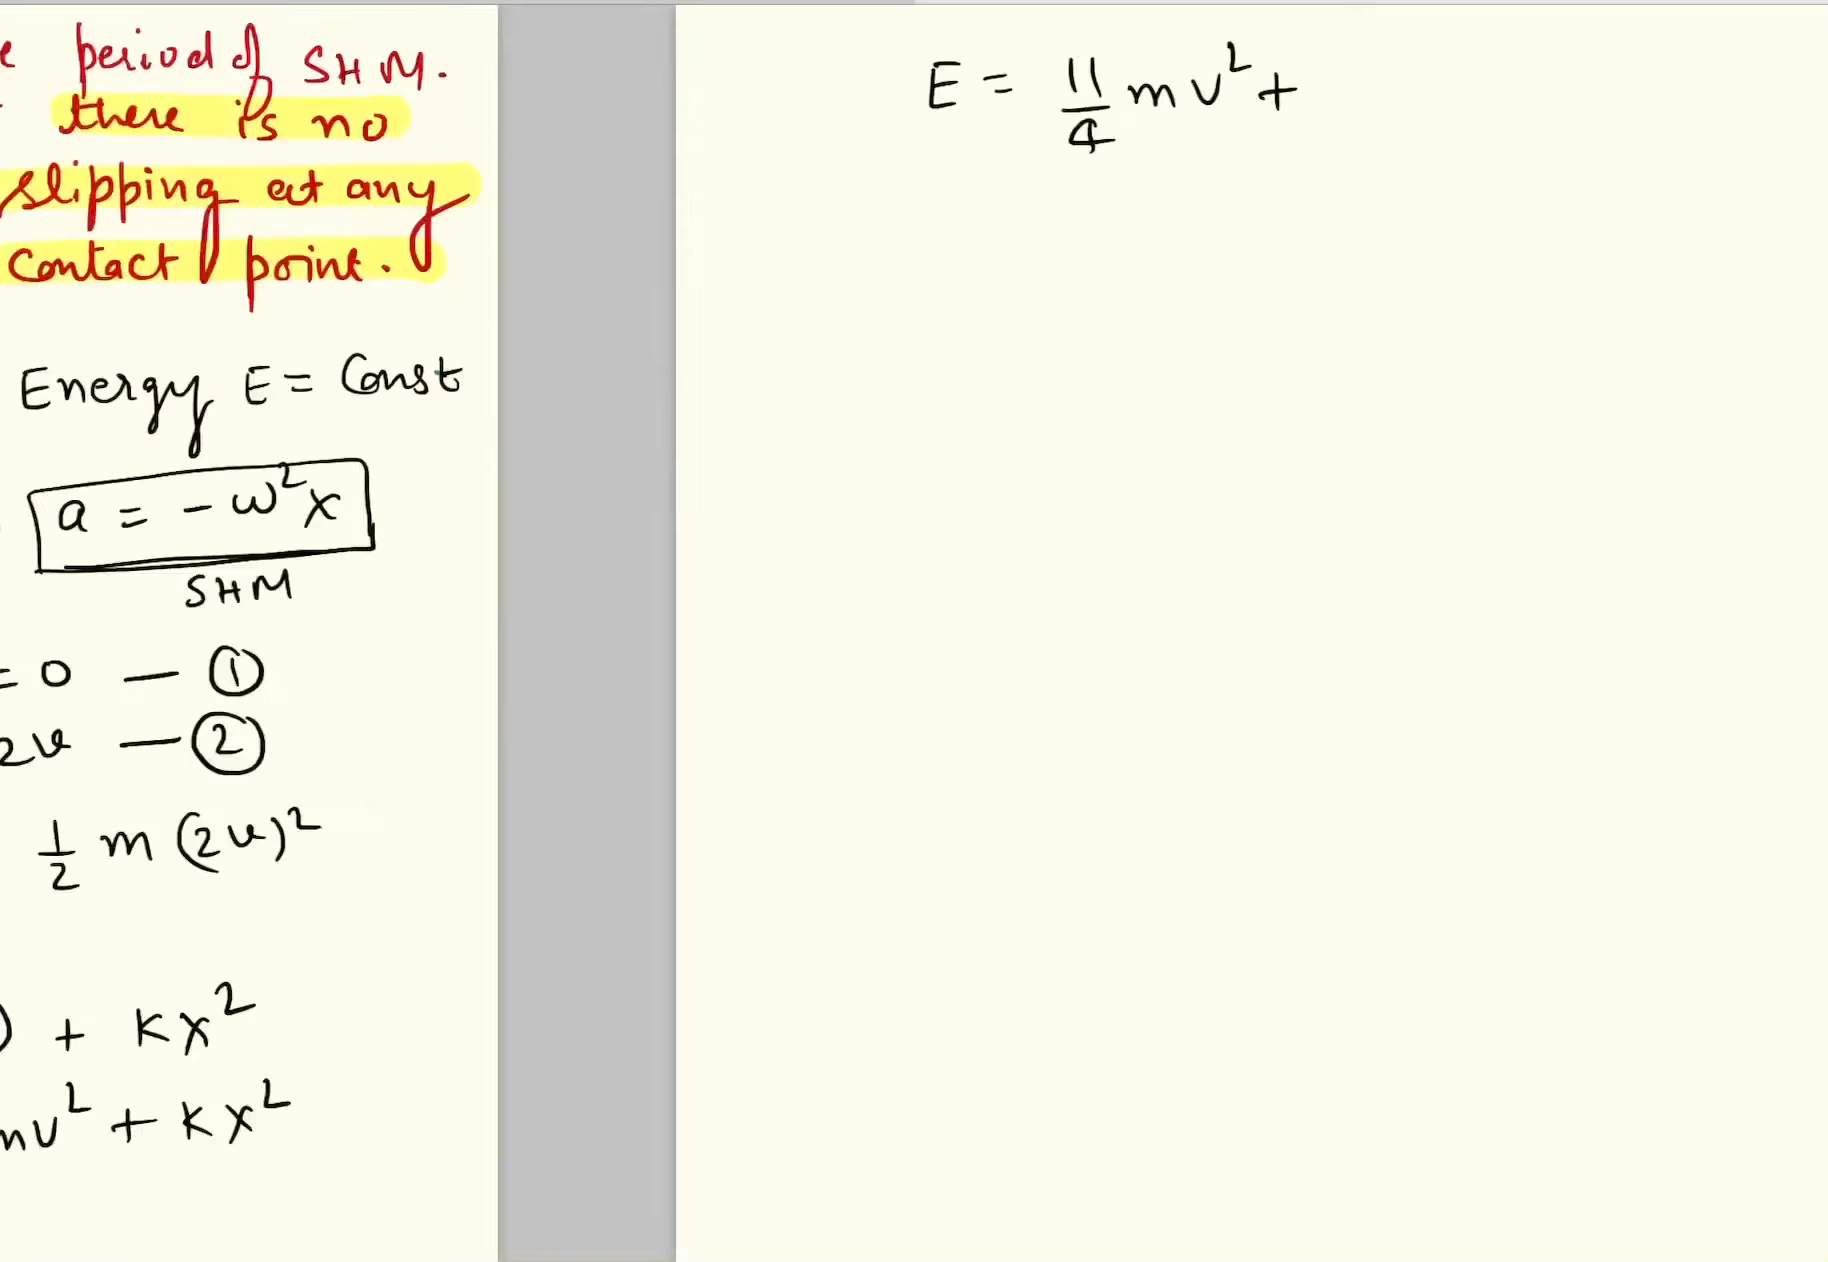 period of SHM.
there is no
slipping at any
contact point.
Energy E = Const
a = - ω²x
SHM
= 0 — ①
2v — ②
1/2 m (2v)²
) + Kx²
mv² + Kx²
E = 11/4 mv² +